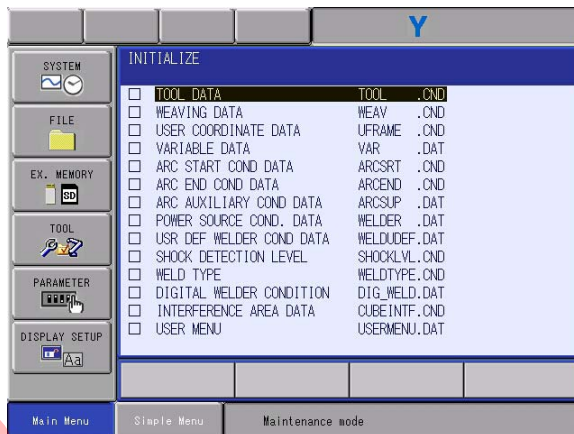 Y
SYSTEM
FILE
EX. MEMORY
SD
TOOL
PARAMETER
DISPLAY SETUP
Aa
INITIALIZE
□ TOOL DATA TOOL .CND
□ WEAVING DATA WEAV .CND
□ USER COORDINATE DATA UFRAME .CND
□ VARIABLE DATA VAR .DAT
□ ARC START COND DATA ARCSRT .CND
□ ARC END COND DATA ARCEND .CND
□ ARC AUXILIARY COND DATA ARCSUP .DAT
□ POWER SOURCE COND. DATA WELDER .DAT
□ USR DEF WELDER COND DATA WELDUDEF.DAT
□ SHOCK DETECTION LEVEL SHOCKLVL.CND
□ WELD TYPE WELDTYPE.CND
□ DIGITAL WELDER CONDITION DIG_WELD.DAT
□ INTERFERENCE AREA DATA CUBEINTF.CND
□ USER MENU USERMENU.DAT
Main Menu Simple Menu Maintenance mode